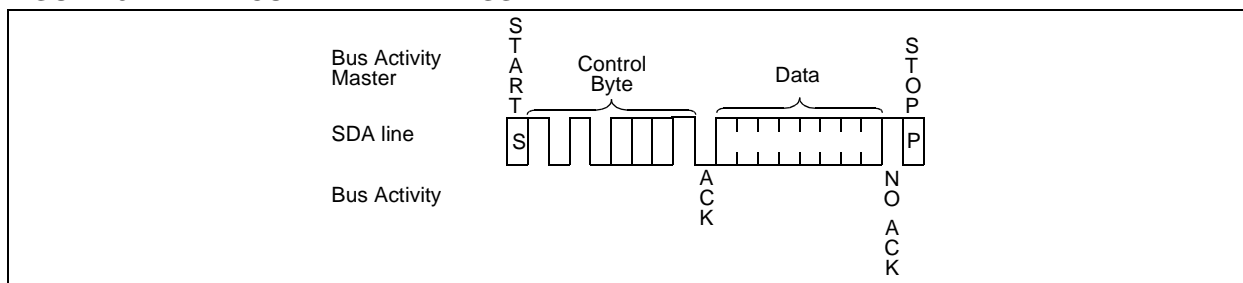 START
Bus Activity
Master
Control
Byte
Data
STOP
SDA line
S
P
Bus Activity
ACK
NO ACK